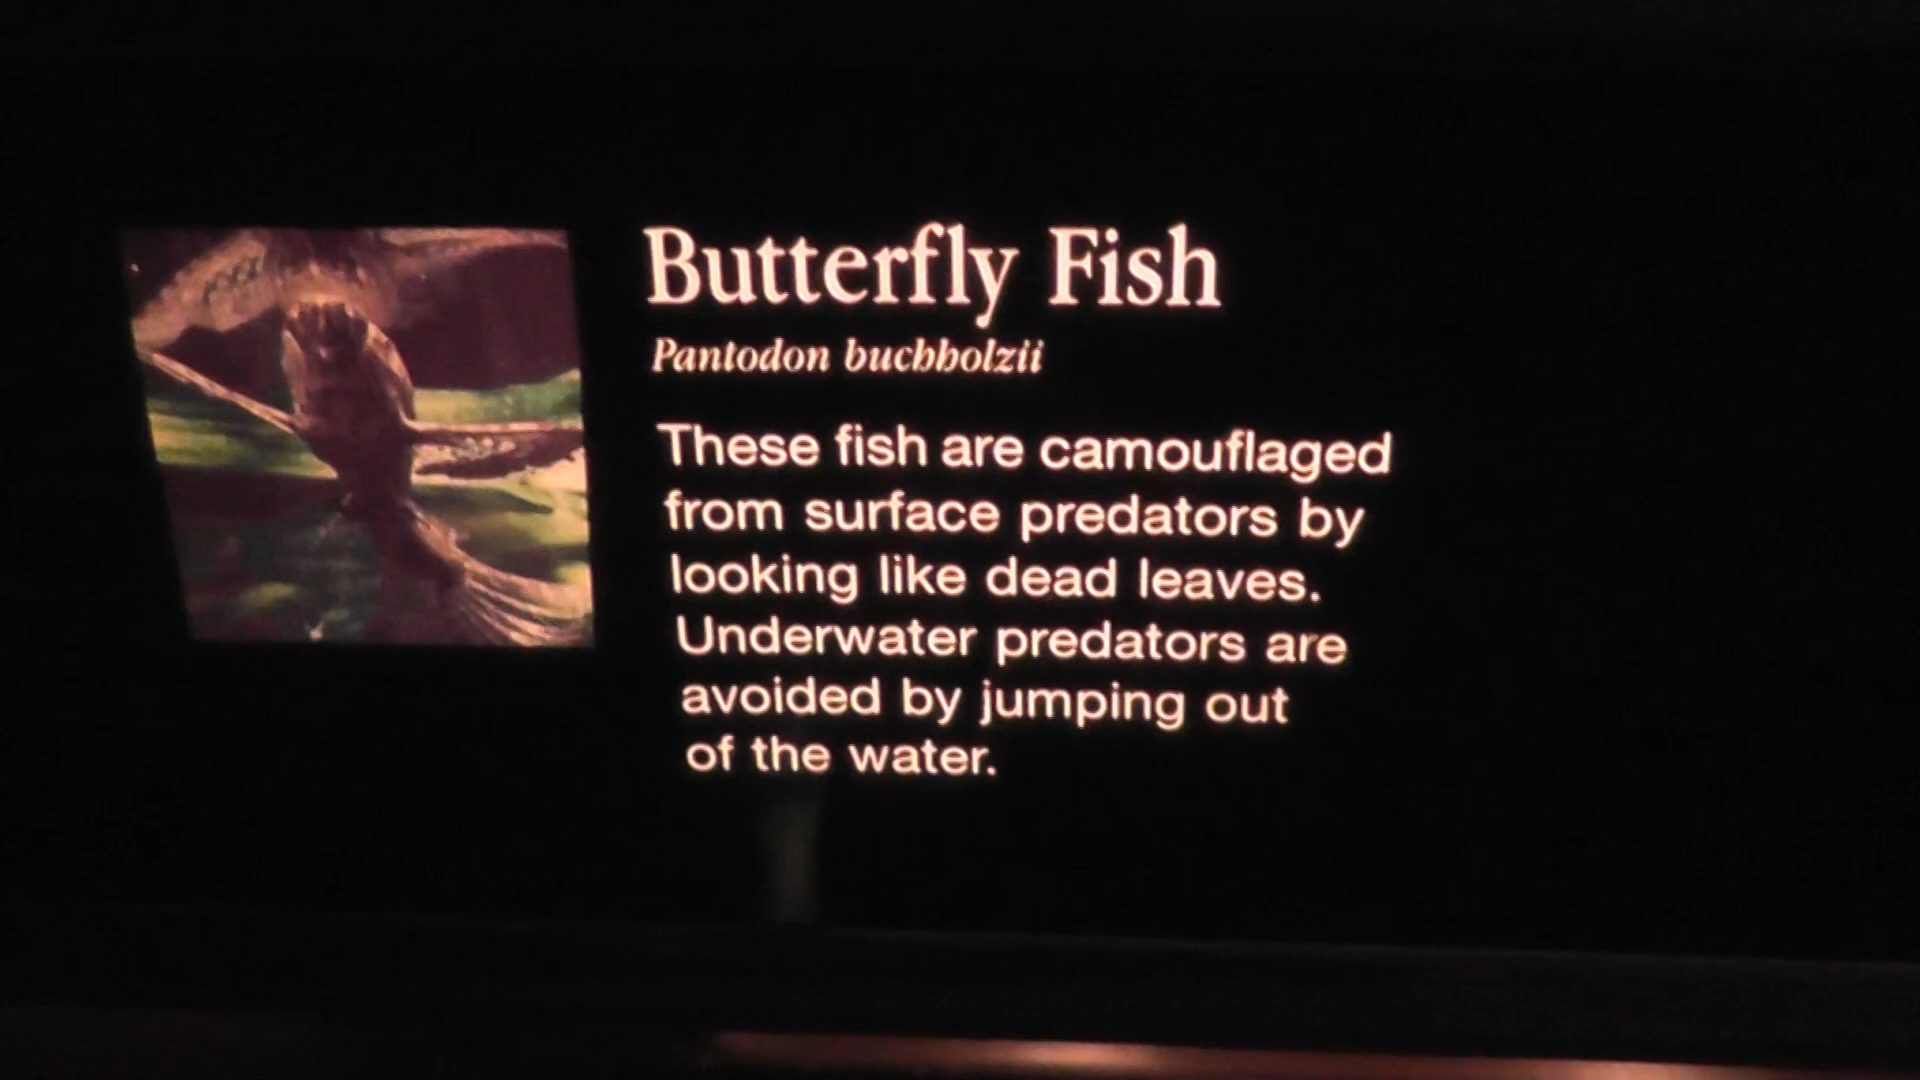 Butterfly Fish
Pantodon buchholzii
These fish are camouflaged
from surface predators by
looking like dead leaves.
Underwater predators are
avoided by jumping out
of the water.